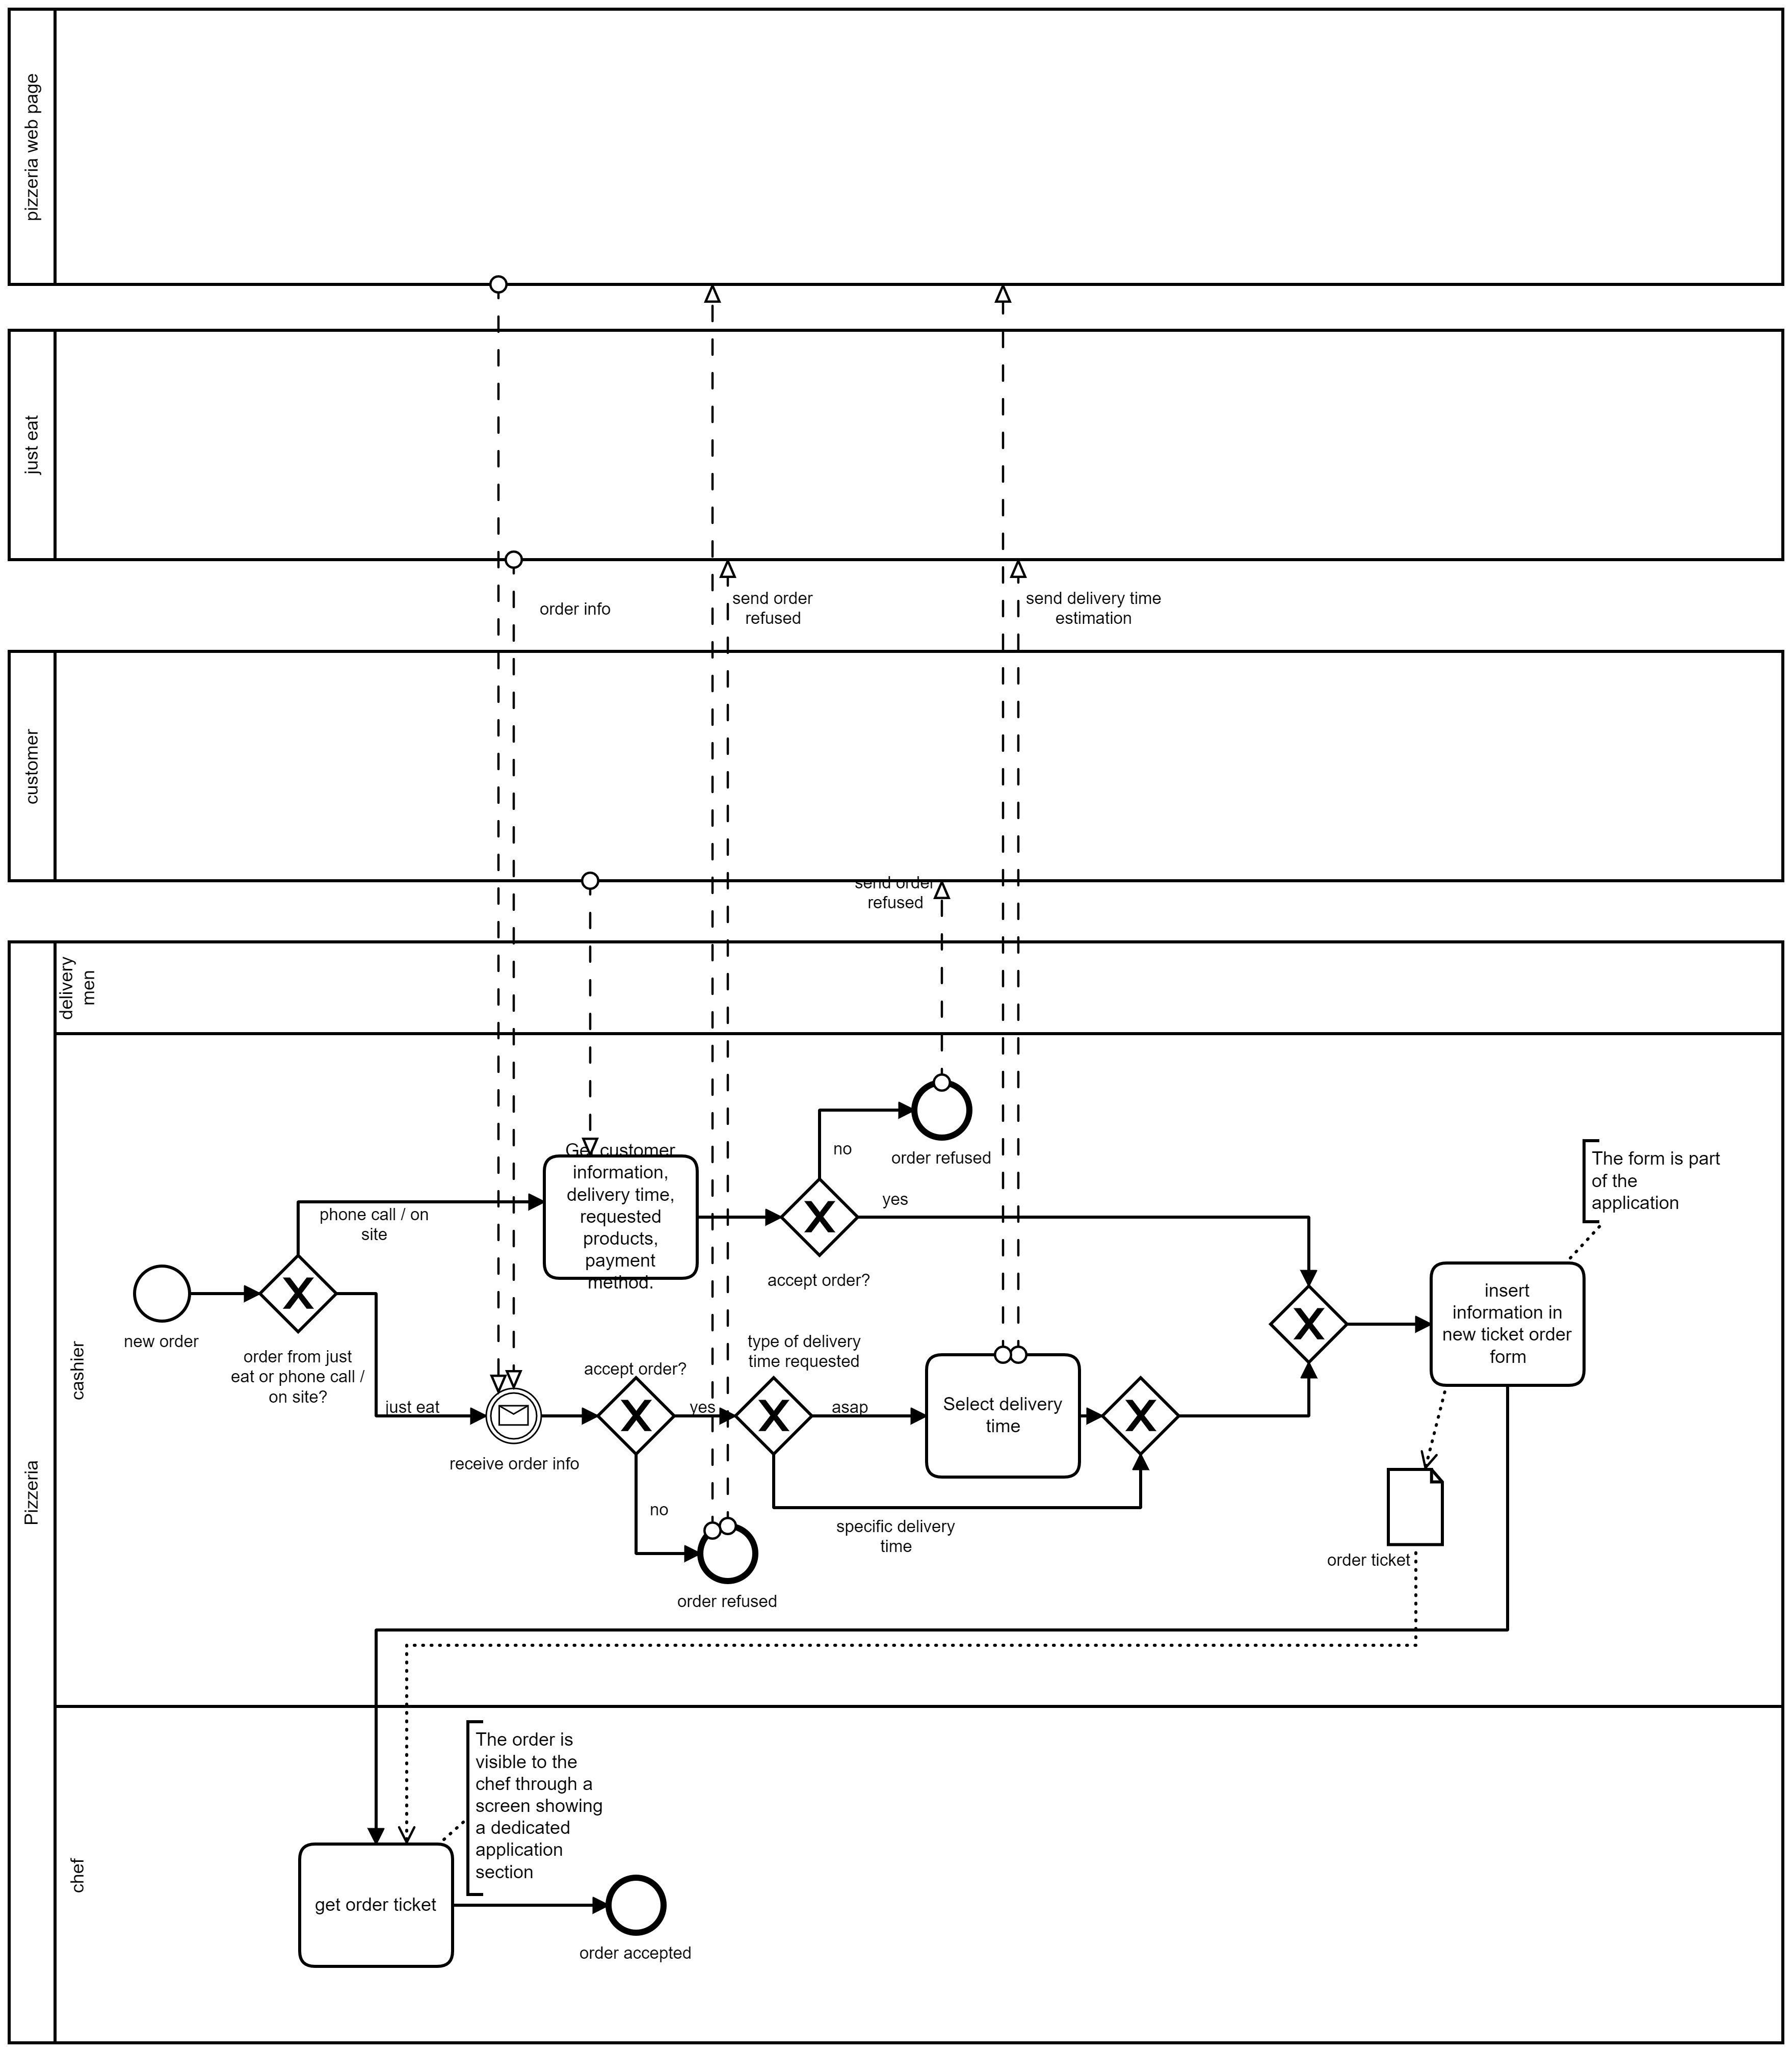 pizzeria web page
just eat
order info
send order
refused
send delivery time
estimation
customer
send order
refused
Pizzeria
delivery
men
cashier
order refused
no
yes
Get customer
information,
delivery time,
requested
products,
payment
method.
accept order?
The form is part
of the
application
phone call / on
site
new order
order from just
eat or phone call /
on site?
just eat
receive order info
accept order?
yes
no
order refused
type of delivery
time requested
asap
Select delivery
time
specific delivery
time
insert
information in
new ticket order
form
order ticket
chef
The order is
visible to the
chef through a
screen showing
a dedicated
application
section
get order ticket
order accepted